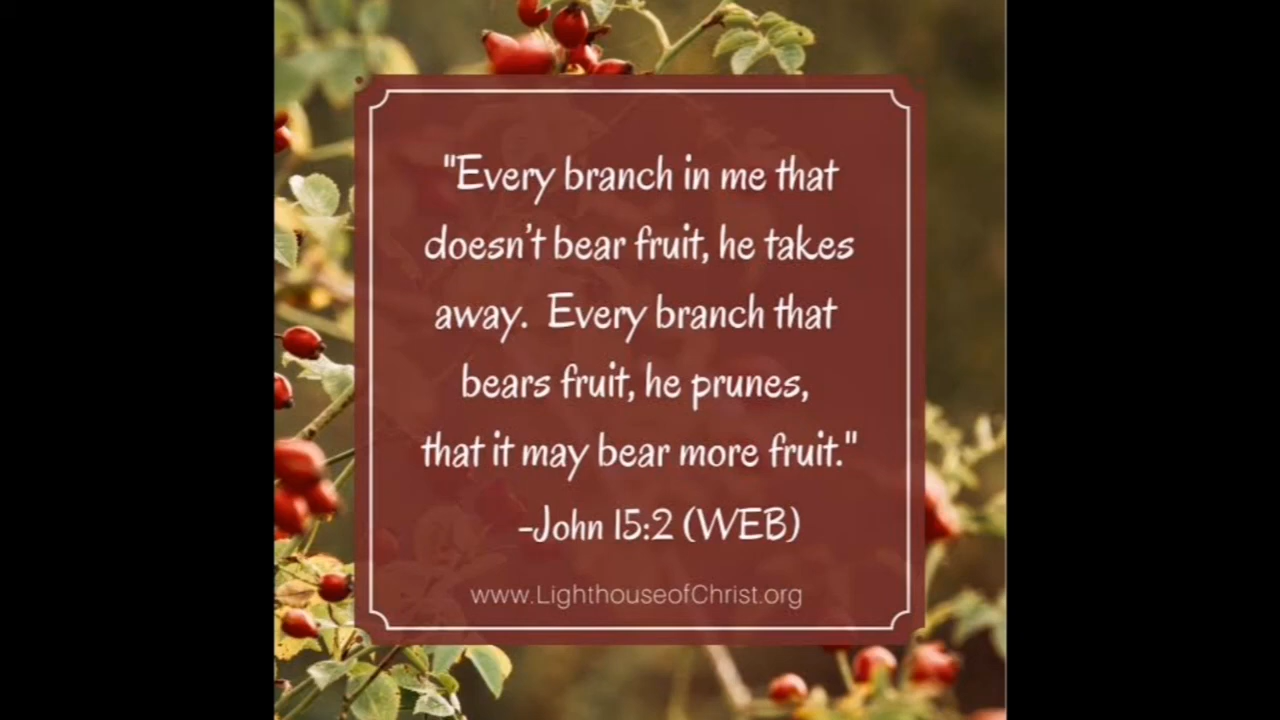 "Every branch in me that
doesn't bear fruit, he takes
away.  Every branch that
bears fruit, he prunes,
that it may bear more fruit."
-John 15:2 (WEB)
www.LighthouseofChrist.org